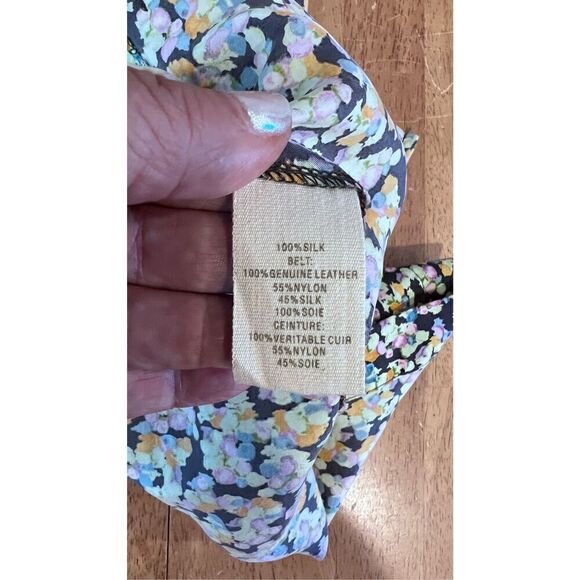 100%SILK
BELT:
100%GENUINE LEATHER
55%NYLON
45%SILK
100%SOIE
CEINTURE:
100%VERITABLE CUIR
55%NYLON
45%SOIE